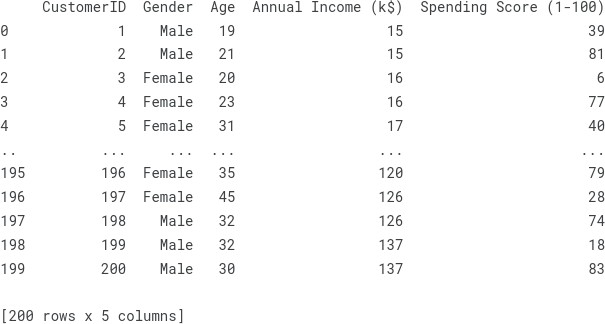 CustomerID Gender Age Annual Income (k$) Spending Score (1-100)
0 1 Male 19 15 39
1 2 Male 21 15 81
2 3 Female 20 16 6
3 4 Female 23 16 77
4 5 Female 31 17 40
.. ... ... ... ... ...
195 196 Female 35 120 79
196 197 Female 45 126 28
197 198 Male 32 126 74
198 199 Male 32 137 18
199 200 Male 30 137 83
[200 rows x 5 columns]